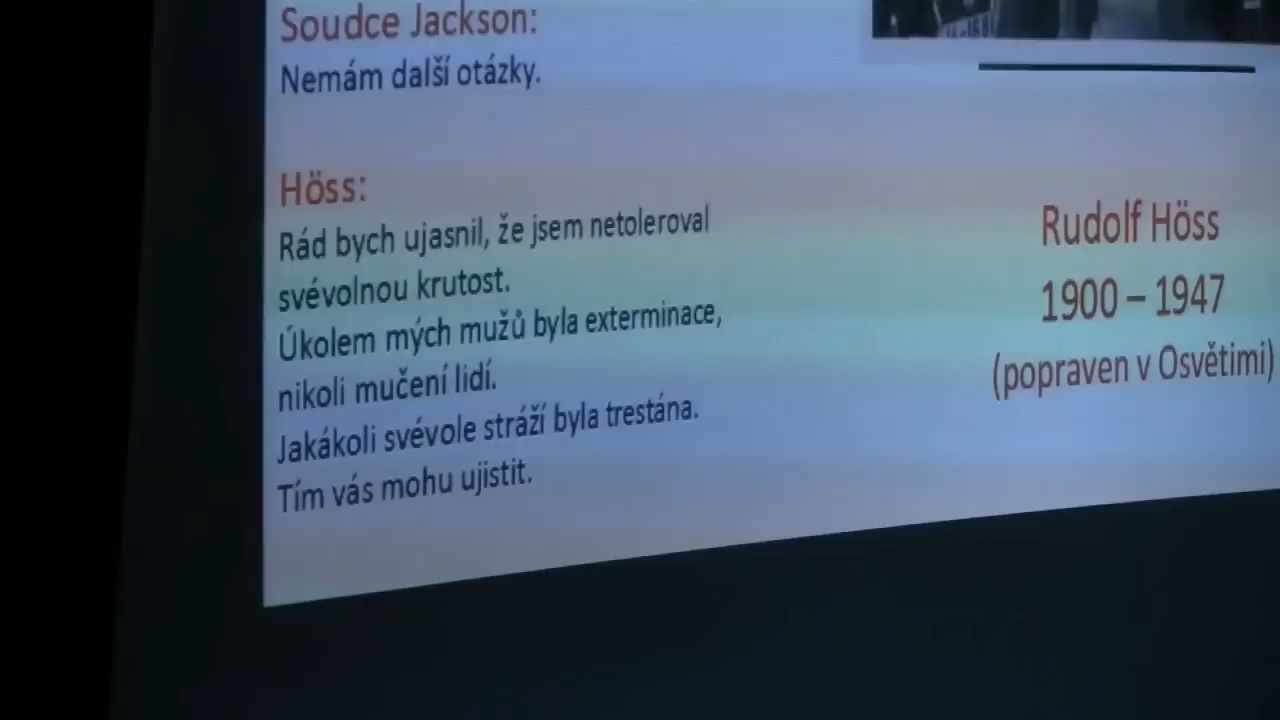 Soudce Jackson:
Nemám další otázky.
Höss:
Rád bych ujasnil, že jsem netoleroval
svévolnou krutost.
Úkolem mých mužů byla exterminace,
nikoli mučení lidí.
Jakákoli svévole stráží byla trestána.
Tím vás mohu ujistit.
Rudolf Höss
1900 – 1947
(popraven v Osvětimi)